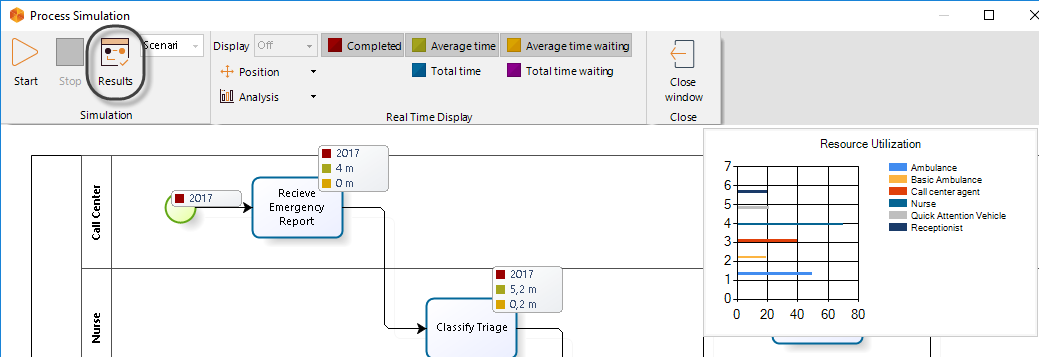 Process Simulation
Start
Stop
Results
Scenari
Simulation
Display Off
Position
Analysis
Completed
Average time
Average time waiting
Total time
Total time waiting
Real Time Display
Close
window
Close
Call Center
2017
Recieve
Emergency
Report
2017
4 m
0 m
Nurse
Classify Triage
2017
5,2 m
0,2 m
Resource Utilization
7
6
5
4
3
2
1
0
0 20 40 60 80
Ambulance
Basic Ambulance
Call center agent
Nurse
Quick Attention Vehicle
Receptionist